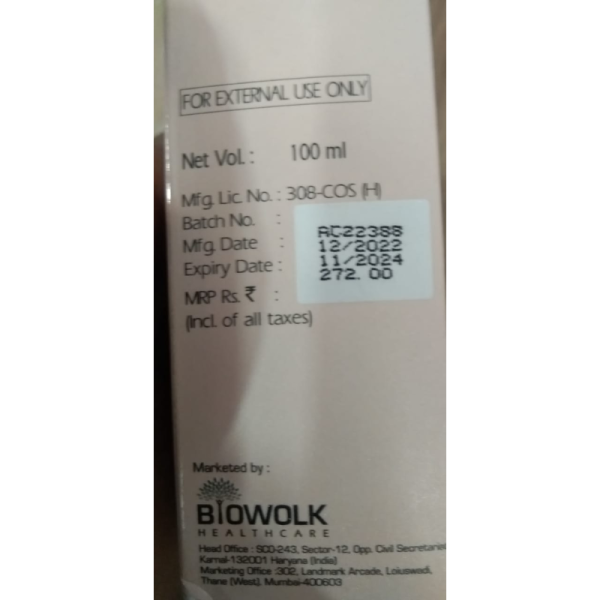 FOR EXTERNAL USE ONLY
Net Vol. : 100 ml
Mfg. Lic. No. : 308-COS (H)
Batch No. : AC22388
Mfg. Date : 12/2022
Expiry Date : 11/2024
MRP Rs. ₹ : 272.00
(Incl. of all taxes)
Marketed by :
BIOWOLK
HEALTHCARE
Head Office : SCO-243, Sector-12, Opp. Civil Secretariat
Karnal-132001 Haryana (India)
Marketing Office :302, Landmark Arcade, Loiuswadi,
Thane (West), Mumbai-400603